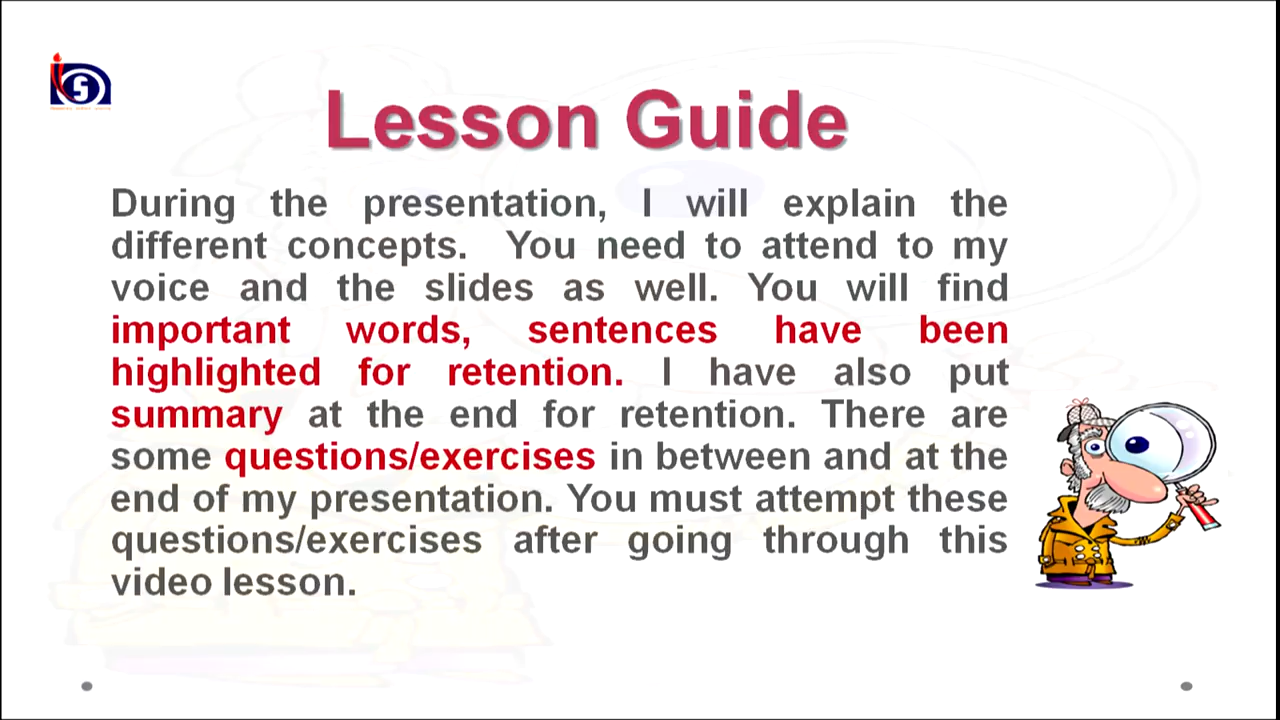 Lesson Guide
During the presentation, I will explain the
different concepts. You need to attend to my
voice and the slides as well. You will find
important words, sentences have been
highlighted for retention. I have also put
summary at the end for retention. There are
some questions/exercises in between and at the
end of my presentation. You must attempt these
questions/exercises after going through this
video lesson.